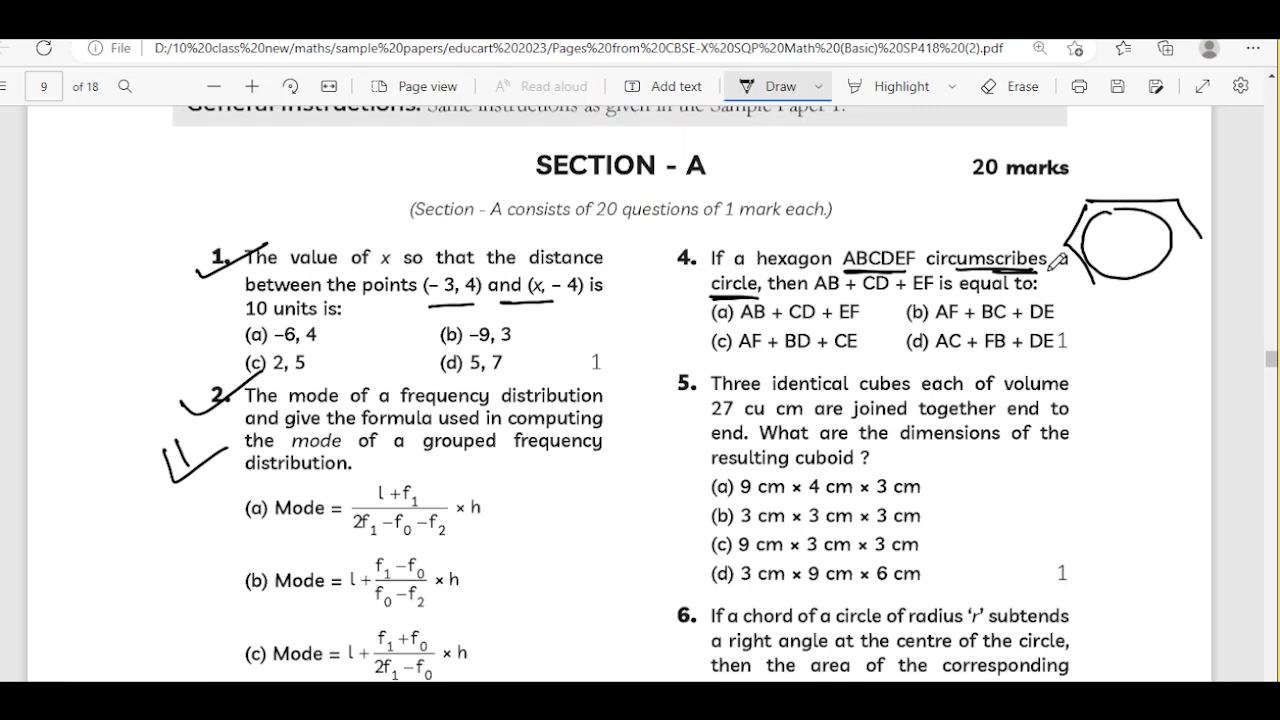 File
D:/10%20class%20new/maths/sample%20papers/educart%202023/Pages%20from%20CBSE-X%20SQP%20Math%20(Basic)%20SP418%20(2).pdf
9 of 18
Page view
Read aloud
Add text
Draw
Highlight
Erase
General Instructions: Same instructions as given in the Sample Paper 1.
SECTION - A 20 marks
(Section - A consists of 20 questions of 1 mark each.)
1. The value of x so that the distance
between the points (– 3, 4) and (x, – 4) is
10 units is:
(a) –6, 4 (b) –9, 3
(c) 2, 5 (d) 5, 7 1
2. The mode of a frequency distribution
and give the formula used in computing
the mode of a grouped frequency
distribution.
(a) Mode = l + f₁ / 2f₁ – f₀ – f₂ × h
(b) Mode = l + f₁ – f₀ / f₀ – f₂ × h
(c) Mode = l + f₁ + f₀ / 2f₁ – f₀ × h
4. If a hexagon ABCDEF circumscribes a
circle, then AB + CD + EF is equal to:
(a) AB + CD + EF (b) AF + BC + DE
(c) AF + BD + CE (d) AC + FB + DE 1
5. Three identical cubes each of volume
27 cu cm are joined together end to
end. What are the dimensions of the
resulting cuboid ?
(a) 9 cm × 4 cm × 3 cm
(b) 3 cm × 3 cm × 3 cm
(c) 9 cm × 3 cm × 3 cm
(d) 3 cm × 9 cm × 6 cm 1
6. If a chord of a circle of radius ‘r’ subtends
a right angle at the centre of the circle,
then the area of the corresponding